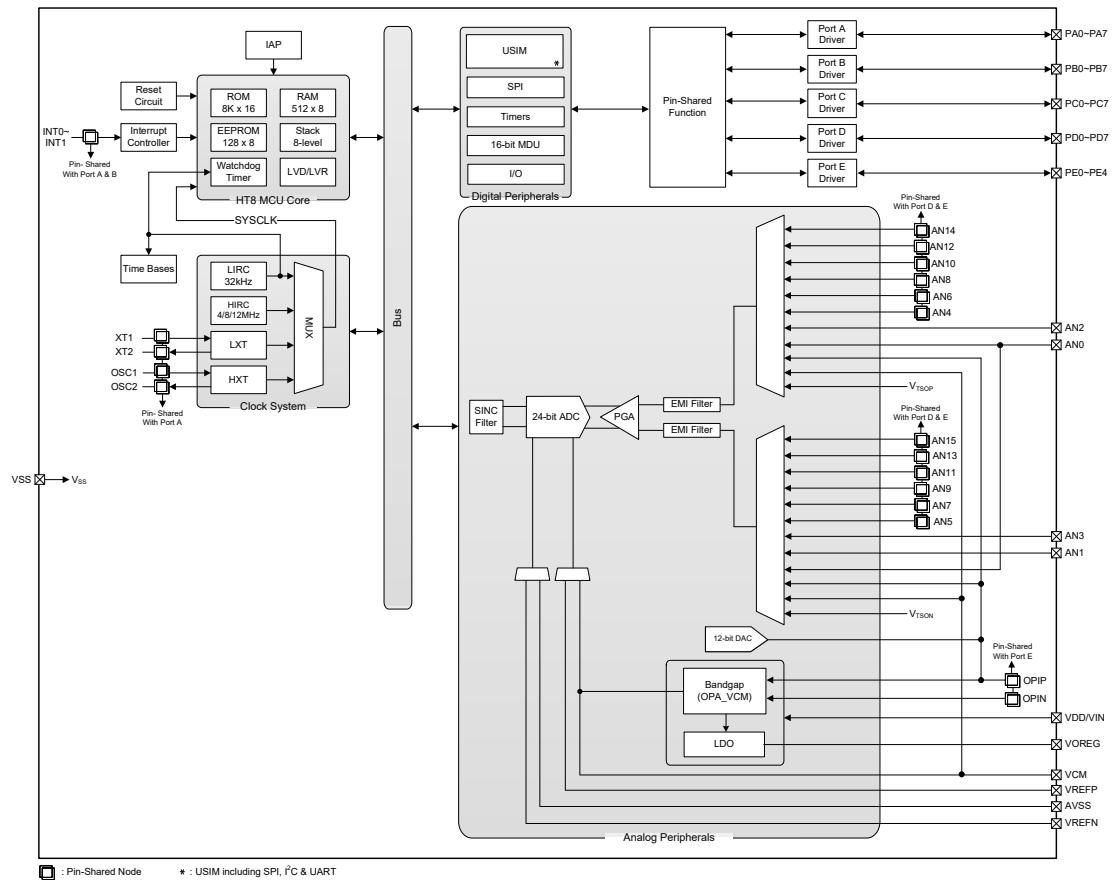 IAP
Reset
Circuit
INT0~
INT1
Interrupt
Controller
Pin- Shared
With Port A & B
ROM
8K x 16
RAM
512 x 8
EEPROM
128 x 8
Stack
8-level
Watchdog
Timer
LVD/LVR
HT8 MCU Core
SYSCLK
Time Bases
LIRC
32kHz
HIRC
4/8/12MHz
LXT
HXT
MUX
Clock System
XT1
XT2
OSC1
OSC2
Pin- Shared
With Port A
VSS
VSS
Bus
USIM
*
SPI
Timers
16-bit MDU
I/O
Digital Peripherals
Pin-Shared
Function
Port A
Driver
Port B
Driver
Port C
Driver
Port D
Driver
Port E
Driver
PA0~PA7
PB0~PB7
PC0~PC7
PD0~PD7
PE0~PE4
Pin-Shared
With Port D & E
AN14
AN12
AN10
AN8
AN6
AN4
AN2
AN0
VTSOP
SINC
Filter
24-bit ADC
PGA
EMI Filter
EMI Filter
Pin-Shared
With Port D & E
AN15
AN13
AN11
AN9
AN7
AN5
AN3
AN1
VTSON
12-bit DAC
Pin-Shared
With Port E
OPIP
OPIN
Bandgap
(OPA_VCM)
LDO
VDD/VIN
VOREG
VCM
VREFP
AVSS
VREFN
Analog Peripherals
: Pin-Shared Node
* : USIM including SPI, I²C & UART